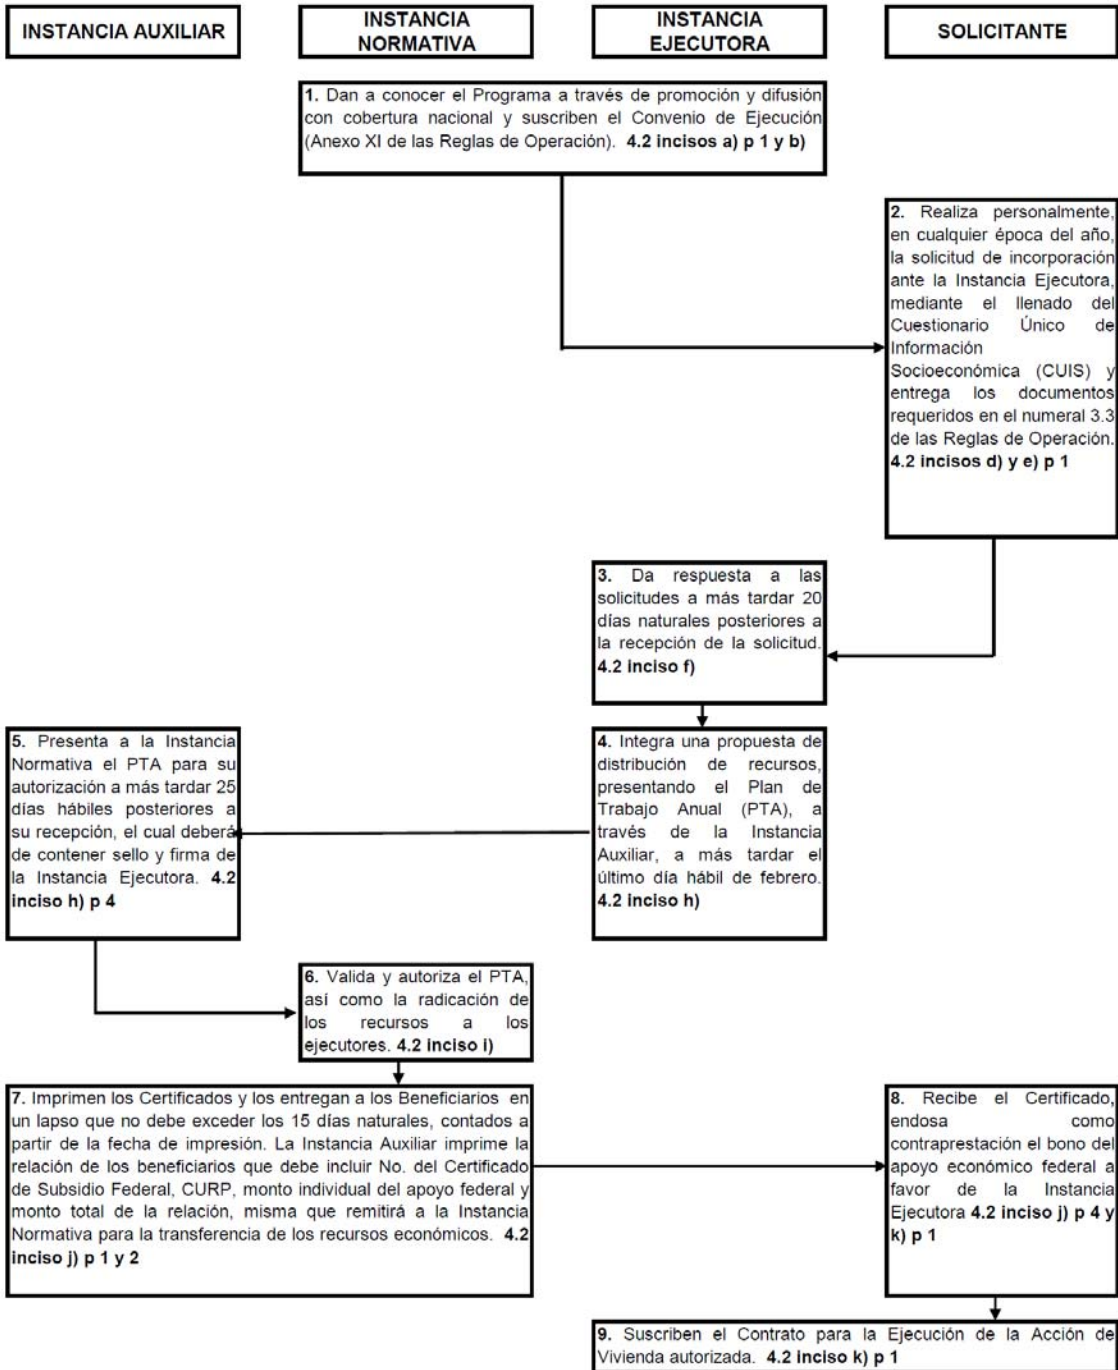 INSTANCIA AUXILIAR
INSTANCIA
NORMATIVA
INSTANCIA
EJECUTORA
SOLICITANTE
1. Dan a conocer el Programa a través de promoción y difusión
con cobertura nacional y suscriben el Convenio de Ejecución
(Anexo XI de las Reglas de Operación). 4.2 incisos a) p 1 y b)
2. Realiza personalmente,
en cualquier época del año,
la solicitud de incorporación
ante la Instancia Ejecutora,
mediante el llenado del
Cuestionario Único de
Información
Socioeconómica (CUIS) y
entrega los documentos
requeridos en el numeral 3.3
de las Reglas de Operación.
4.2 incisos d) y e) p 1
3. Da respuesta a las
solicitudes a más tardar 20
días naturales posteriores a
la recepción de la solicitud.
4.2 inciso f)
5. Presenta a la Instancia
Normativa el PTA para su
autorización a más tardar 25
días hábiles posteriores a
su recepción, el cual deberá
de contener sello y firma de
la Instancia Ejecutora. 4.2
inciso h) p 4
4. Integra una propuesta de
distribución de recursos,
presentando el Plan de
Trabajo Anual (PTA), a
través de la Instancia
Auxiliar, a más tardar el
último día hábil de febrero.
4.2 inciso h)
6. Valida y autoriza el PTA,
así como la radicación de
los recursos a los
ejecutores. 4.2 inciso i)
7. Imprimen los Certificados y los entregan a los Beneficiarios en
un lapso que no debe exceder los 15 días naturales, contados a
partir de la fecha de impresión. La Instancia Auxiliar imprime la
relación de los beneficiarios que debe incluir No. del Certificado
de Subsidio Federal, CURP, monto individual del apoyo federal y
monto total de la relación, misma que remitirá a la Instancia
Normativa para la transferencia de los recursos económicos. 4.2
inciso j) p 1 y 2
8. Recibe el Certificado,
endosa como
contraprestación el bono del
apoyo económico federal a
favor de la Instancia
Ejecutora 4.2 inciso j) p 4 y
k) p 1
9. Suscriben el Contrato para la Ejecución de la Acción de
Vivienda autorizada. 4.2 inciso k) p 1